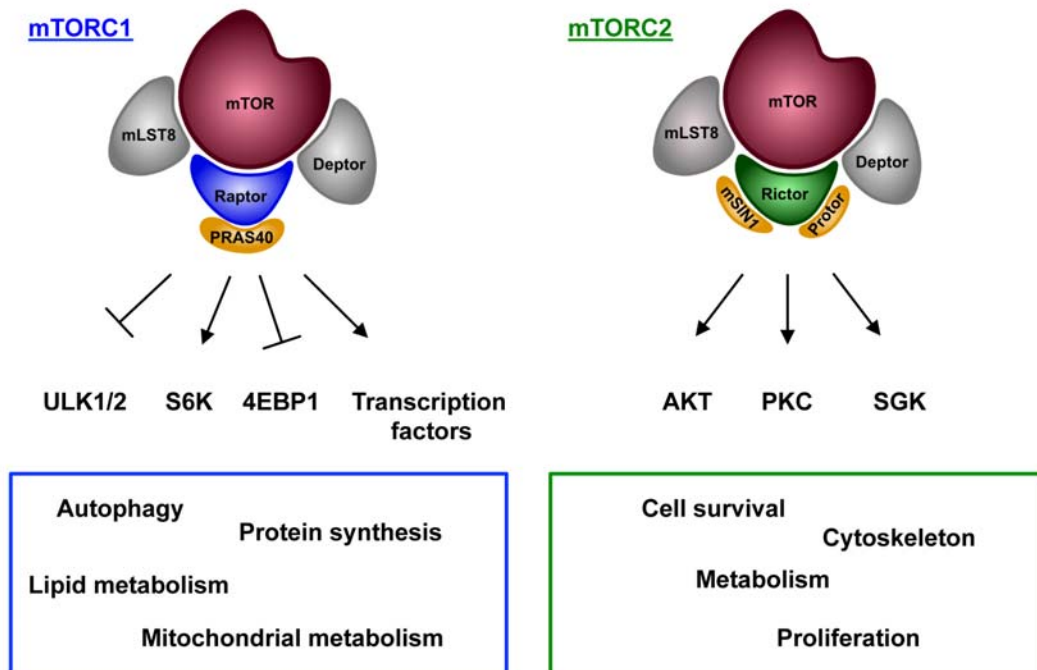 mTORC1
mTOR
mLST8
Deptor
Raptor
PRAS40
ULK1/2
S6K
4EBP1
Transcription
factors
Autophagy
Protein synthesis
Lipid metabolism
Mitochondrial metabolism
mTORC2
mTOR
mLST8
Deptor
Rictor
mSIN1
Protor
AKT
PKC
SGK
Cell survival
Cytoskeleton
Metabolism
Proliferation